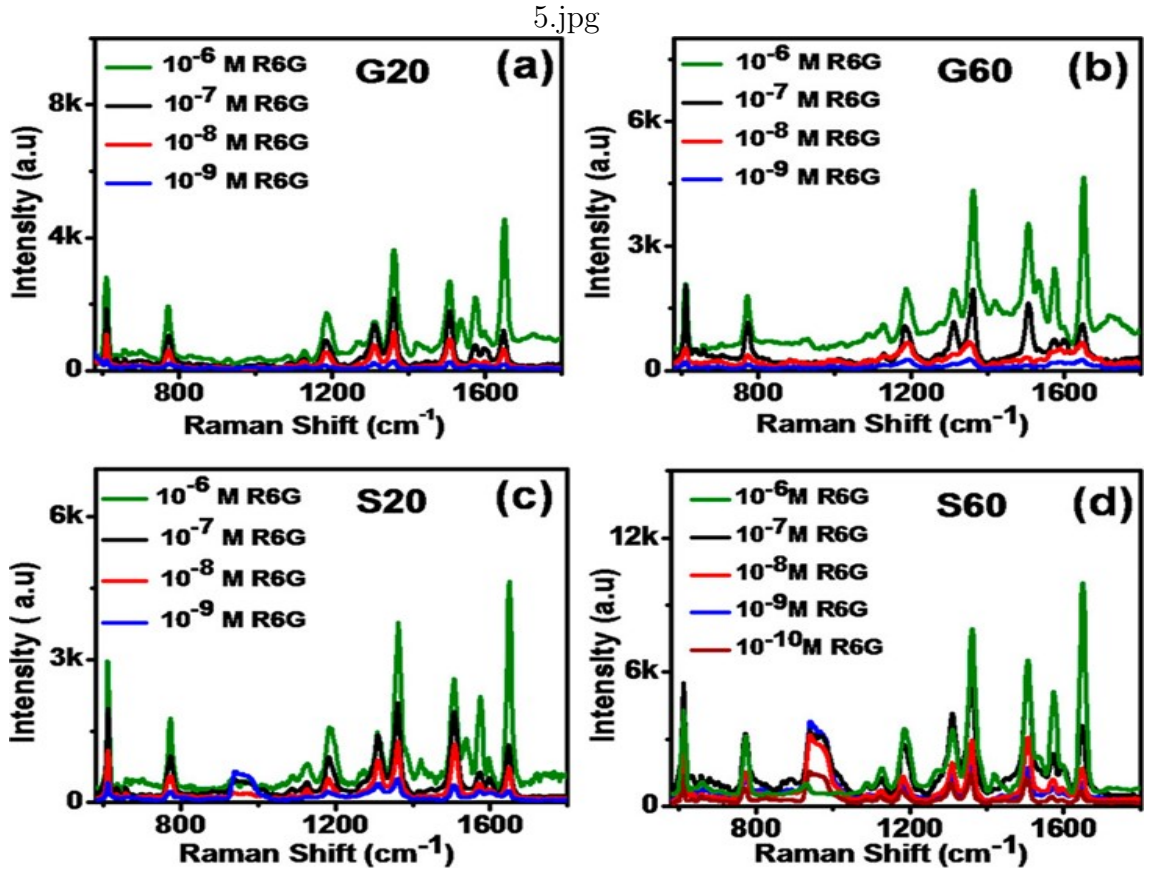 5.jpg
10-6 M R6G
10-7 M R6G
10-8 M R6G
10-9 M R6G
G20
(a)
8k
4k
0
Intensity (a.u)
800
1200
1600
Raman Shift (cm-1)
10-6 M R6G
10-7 M R6G
10-8 M R6G
10-9 M R6G
G60
(b)
6k
3k
0
Intensity (a.u)
800
1200
1600
Raman Shift (cm-1)
10-6 M R6G
10-7 M R6G
10-8 M R6G
10-9 M R6G
S20
(c)
6k
3k
0
Intensity ( a.u)
800
1200
1600
Raman Shift (cm-1)
10-6M R6G
10-7M R6G
10-8M R6G
10-9M R6G
10-10M R6G
S60
(d)
12k
6k
0
Intensity (a.u)
800
1200
1600
Raman Shift (cm-1)